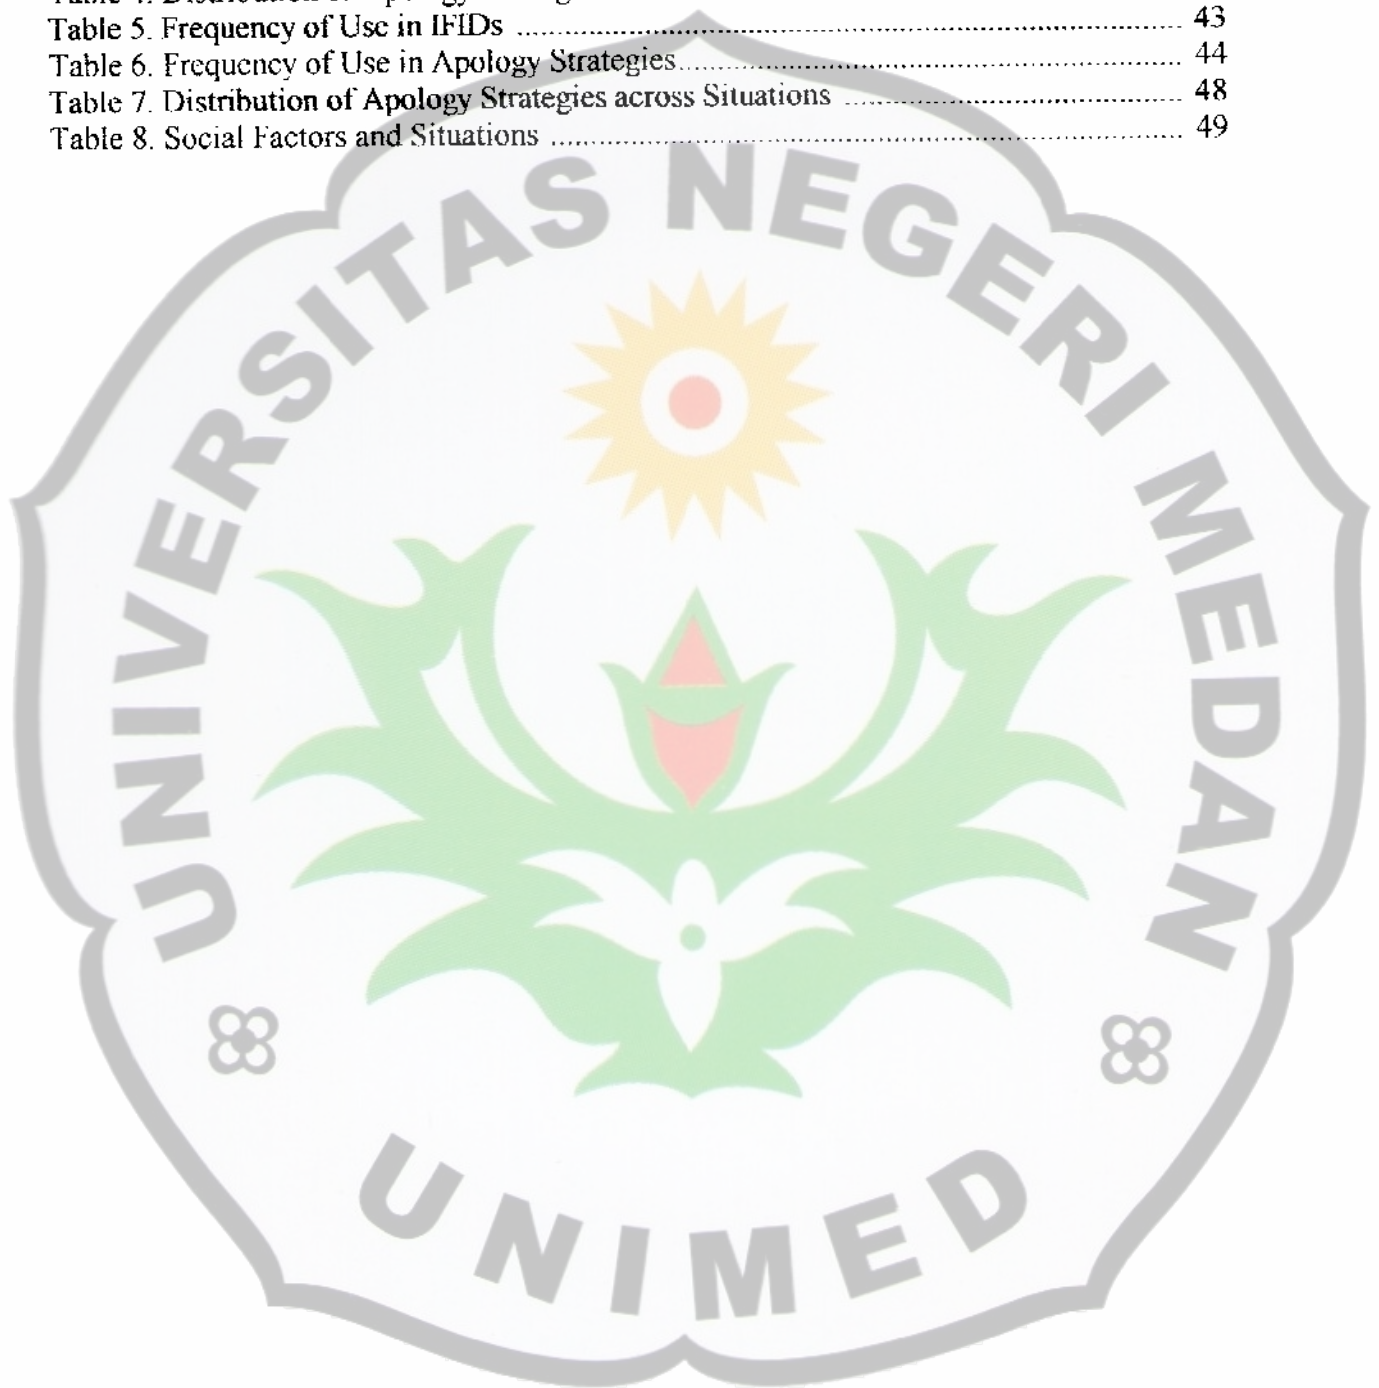 Table 5. Frequency of Use in IFIDs ........................................ 43
Table 6. Frequency of Use in Apology Strategies ........................................ 44
Table 7. Distribution of Apology Strategies across Situations ........................................ 48
Table 8. Social Factors and Situations ........................................ 49
UNIVERSITAS NEGERI MEDAN
UNIMED